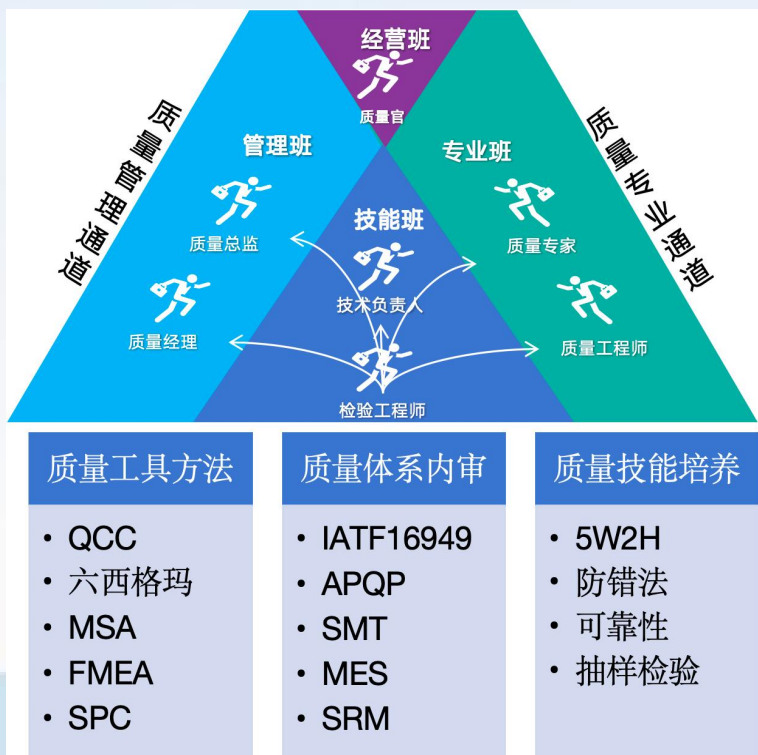 经营班
质量官
质量管理通道
质量专业通道
管理班
专业班
质量总监
技能班
质量专家
技术负责人
质量经理
质量工程师
检验工程师
质量工具方法
• QCC
• 六西格玛
• MSA
• FMEA
• SPC
质量体系内审
• IATF16949
• APQP
• SMT
• MES
• SRM
质量技能培养
• 5W2H
• 防错法
• 可靠性
• 抽样检验